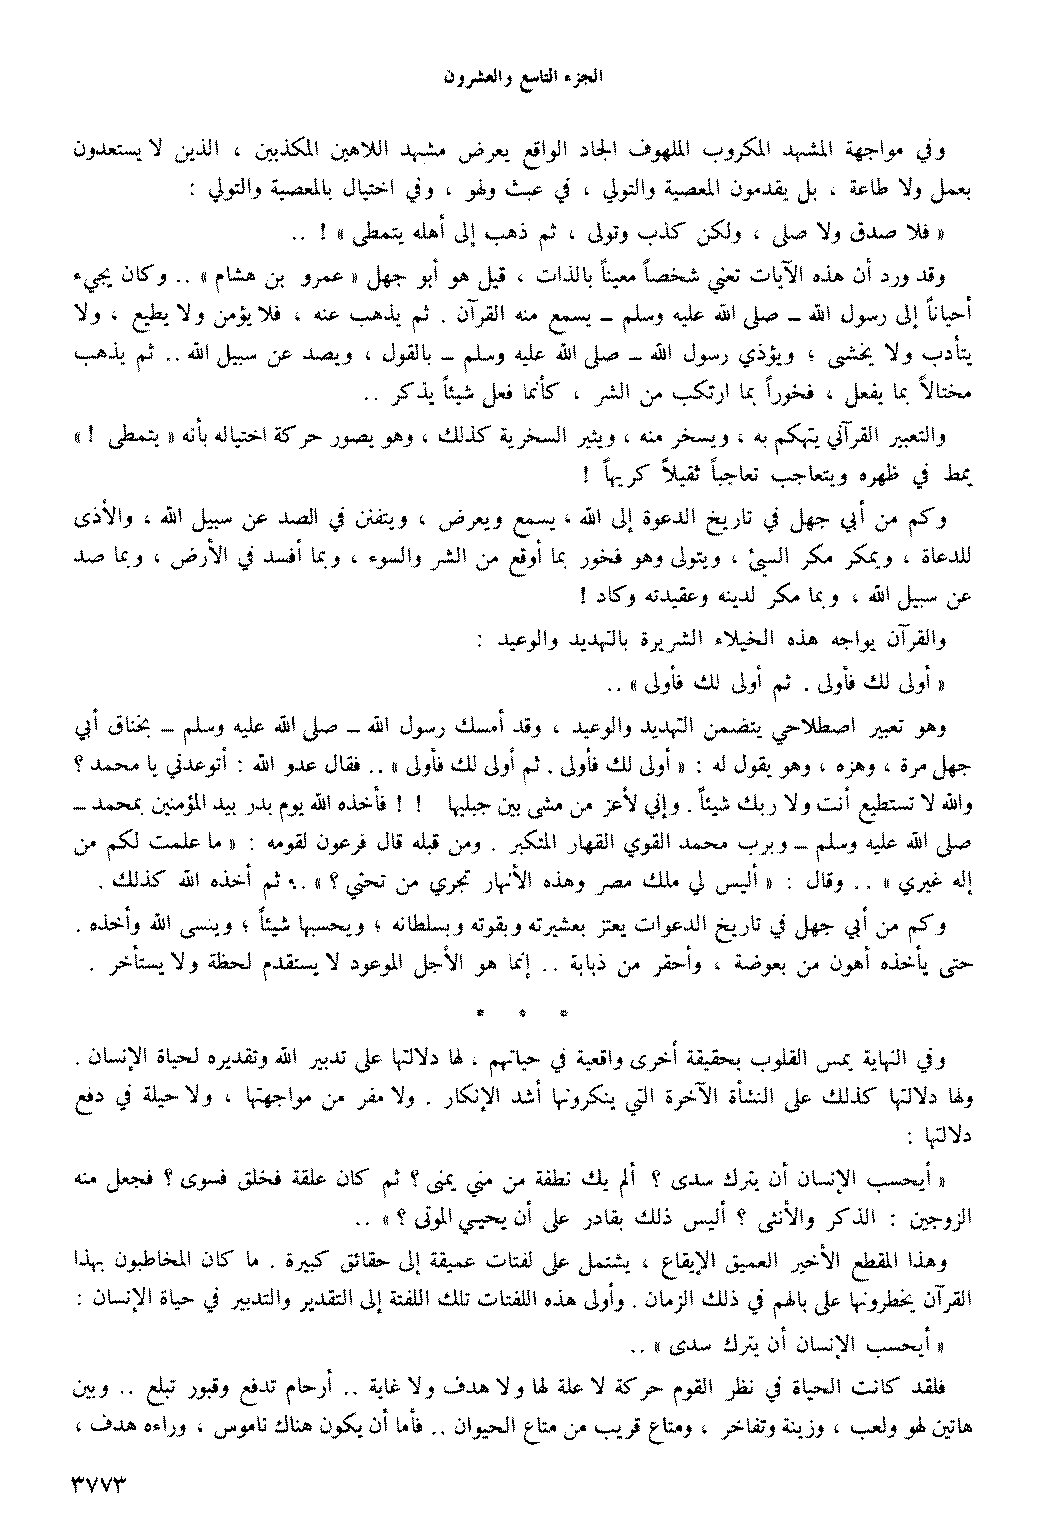 الجزء التاسع والعشرون
وفي مواجهة المشهد المكروب الملهوف الجاد الواقع يعرض مشهد اللاهين المكذبين ، الذين لا يستعدون
بعمل ولا طاعة ، بل يقدمون المعصية والتولي ، في عبث ولهو ، وفي اختيال بالمعصية والتولي :
« فلا صدق ولا صلى ، ولكن كذب وتولى ، ثم ذهب إلى أهله يتمطى » ! ..
وقد ورد أن هذه الآيات تعني شخصاً معيناً بالذات ، قيل هو أبو جهل « عمرو بن هشام » .. وكان يجيء
أحياناً إلى رسول الله – صلى الله عليه وسلم – يسمع منه القرآن . ثم يذهب عنه ، فلا يؤمن ولا يطيع ، ولا
يتأدب ولا يخشى ؛ ويؤذي رسول الله – صلى الله عليه وسلم – بالقول ، ويصد عن سبيل الله .. ثم يذهب
مختالاً بما يفعل ، فخوراً بما ارتكب من الشر ، كأنما فعل شيئاً يذكر ..
والتعبير القرآني يتهكم به ، ويسخر منه ، ويثير السخرية كذلك ، وهو يصور حركة اختياله بأنه « يتمطى ! »
يمط في ظهره ويتعاجب تعاجباً ثقيلاً كريهاً !
وكم من أبي جهل في تاريخ الدعوة إلى الله ، يسمع ويعرض ، ويتفنن في الصد عن سبيل الله ، والأذى
للدعاة ، ويمكر مكر السيئ ، ويتولى وهو فخور بما أوقع من الشر والسوء ، وبما أفسد في الأرض ، وبما صد
عن سبيل الله ، وبما مكر لدينه وعقيدته وكاد !
والقرآن يواجه هذه الخيلاء الشريرة بالتهديد والوعيد :
« أولى لك فأولى . ثم أولى لك فأولى » ..
وهو تعبير اصطلاحي يتضمن التهديد والوعيد ، وقد أمسك رسول الله – صلى الله عليه وسلم – بخناق أبي
جهل مرة ، وهزه ، وهو يقول له : « أولى لك فأولى . ثم أولى لك فأولى » .. فقال عدو الله : أتوعدني يا محمد ؟
والله لا تستطيع أنت ولا ربك شيئاً . وإني لأعز من مشى بين جبليها ! ! فأخذه الله يوم بدر بيد المؤمنين بمحمد –
صلى الله عليه وسلم – وبرب محمد القوي القهار المتكبر . ومن قبله قال فرعون لقومه : « ما علمت لكم من
إله غيري » .. وقال : « أليس لي ملك مصر وهذه الأنهار تجري من تحتي ؟ » .. ثم أخذه الله كذلك .
وكم من أبي جهل في تاريخ الدعوات يعتز بعشيرته وبقوته وبسلطانه ؛ ويحسبها شيئاً ؛ وينسى الله وأخذه .
حتى يأخذه أهون من بعوضة ، وأحقر من ذبابة .. إنما هو الأجل الموعود لا يستقدم لحظة ولا يستأخر .
* * *
وفي النهاية يمس القلوب بحقيقة أخرى واقعية في حياتهم ، لها دلالتها على تدبير الله وتقديره لحياة الإنسان .
ولها دلالتها كذلك على النشأة الآخرة التي ينكرونها أشد الإنكار . ولا مفر من مواجهتها ، ولا حيلة في دفع
دلالتها :
« أيحسب الإنسان أن يترك سدى ؟ ألم يك نطفة من مني يمنى ؟ ثم كان علقة فخلق فسوى ؟ فجعل منه
الزوجين : الذكر والأنثى ؟ أليس ذلك بقادر على أن يحيي الموتى ؟ » ..
وهذا المقطع الأخير العميق الإيقاع ، يشتمل على لفتات عميقة إلى حقائق كبيرة . ما كان المخاطبون بهذا
القرآن يخطرونها على بالهم في ذلك الزمان . وأولى هذه اللفتات تلك اللفتة إلى التقدير والتدبير في حياة الإنسان :
« أيحسب الإنسان أن يترك سدى » ..
فلقد كانت الحياة في نظر القوم حركة لا علة لها ولا هدف ولا غاية .. أرحام تدفع وقبور تبلع .. وبين
هاتين لهو ولعب ، وزينة وتفاخر ، ومتاع قريب من متاع الحيوان .. فأما أن يكون هناك ناموس ، وراءه هدف ،
٣٧٧٣